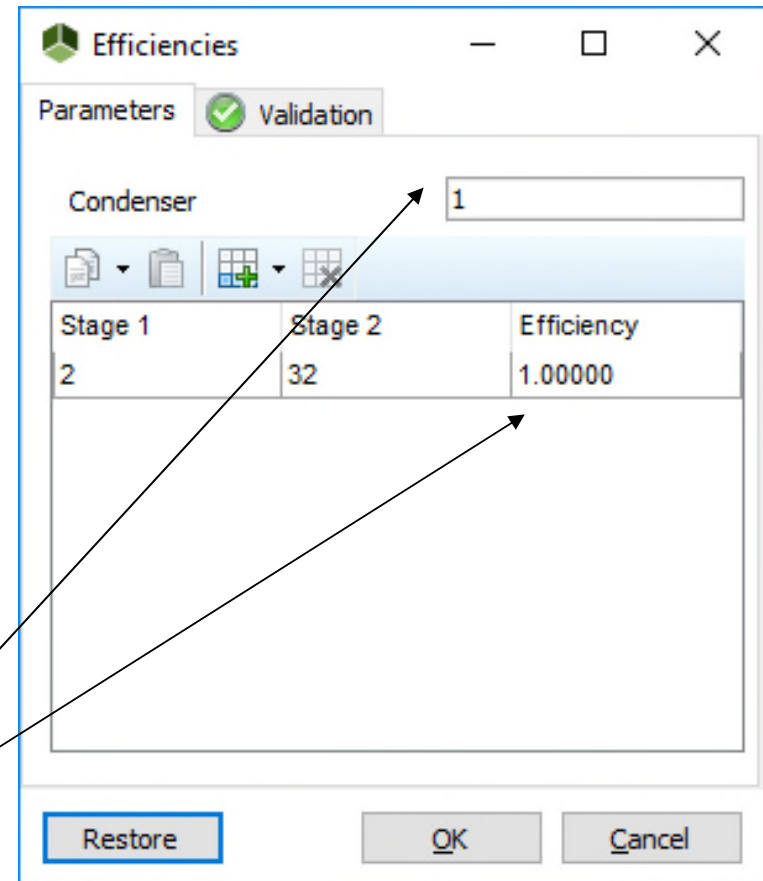 Efficiencies
Parameters Validation
Condenser 1
Stage 1 Stage 2 Efficiency
2 32 1.00000
Restore OK Cancel